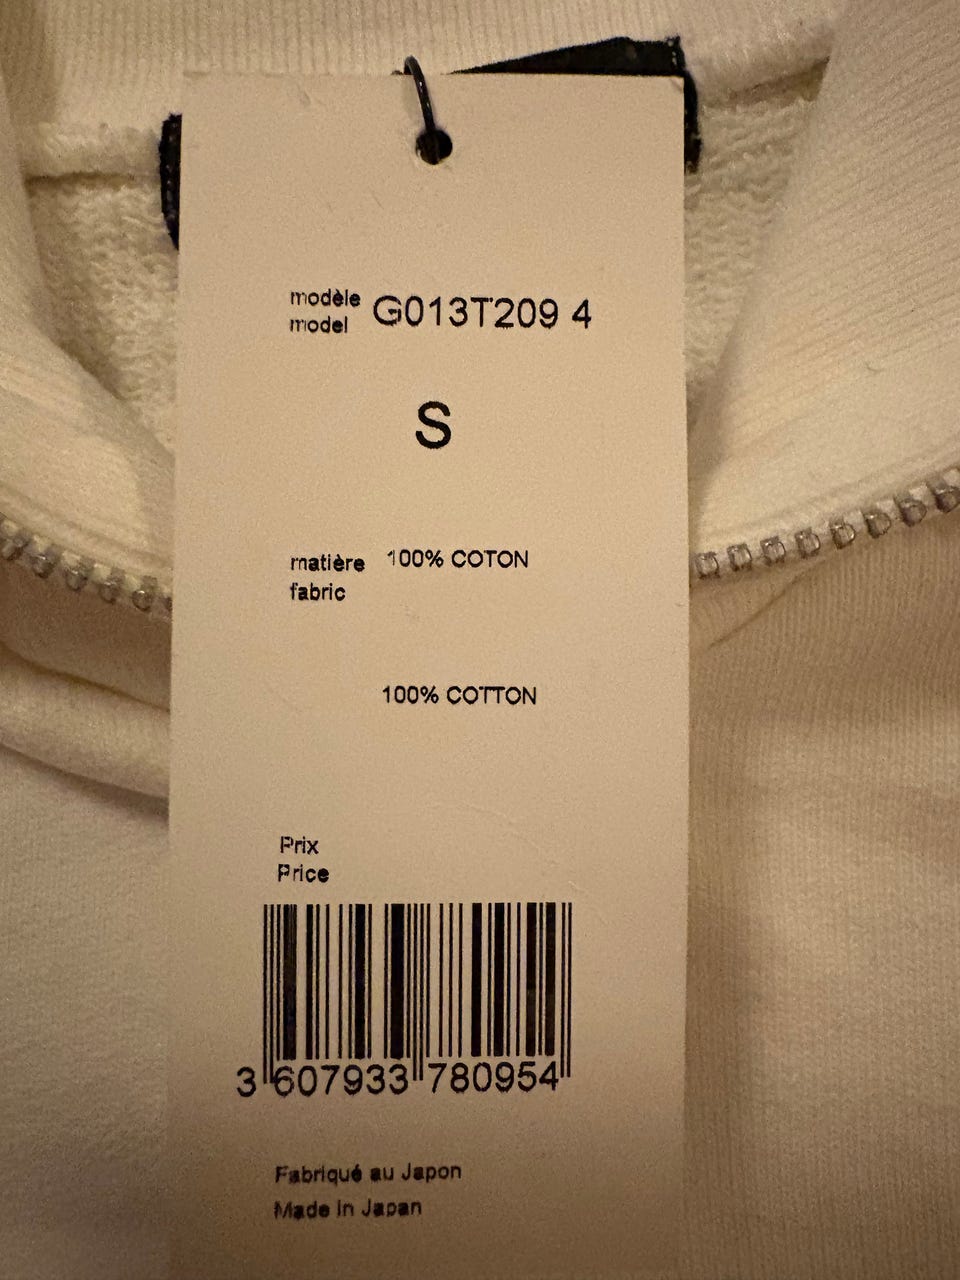 modèle G013T209 4
model
S
matière 100% COTON
fabric
100% COTTON
Prix
Price
3 607933 780954
Fabriqué au Japon
Made in Japan